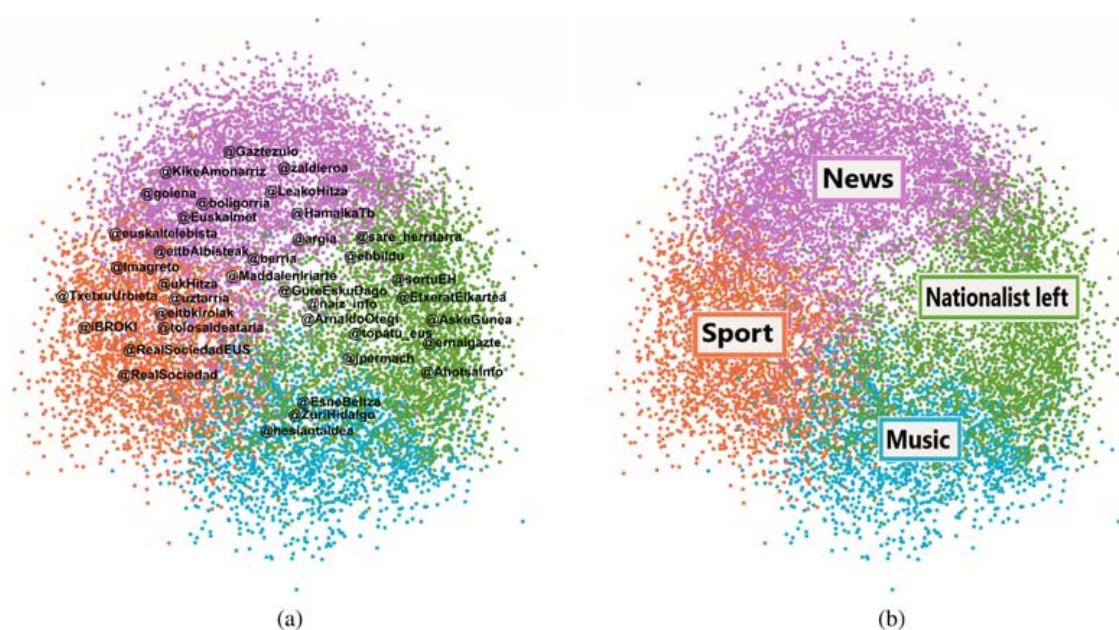 @Gaztezulo
@KikeAmonarriz
@zaldieroa
@goiena
@LeakoHitza
@boligorria
@Euskalmet
@HamaikaTb
@euskaltelebista
@argia
@sare_herritarra
@eitbAlbisteak
@berria
@ehbildu
@Imagreto
@MaddalenIriarte
@sortuEH
@ukHitza
@GureEskuDago
@TxetxuUrbieta
@uztarria
@naiz_info
@EtxeratElkartea
@eitbkirolak
@iBROKI
@tolosaldeataria
@ArnaldoOtegi
@AskeGunea
@topatu_eus
@ernaigazte
@RealSociedadEUS
@jpermach
@RealSociedad
@AhotsaInfo
@EsneBeltza
@ZuriHidalgo
@hesiantaldea
(a)
News
Nationalist left
Sport
Music
(b)